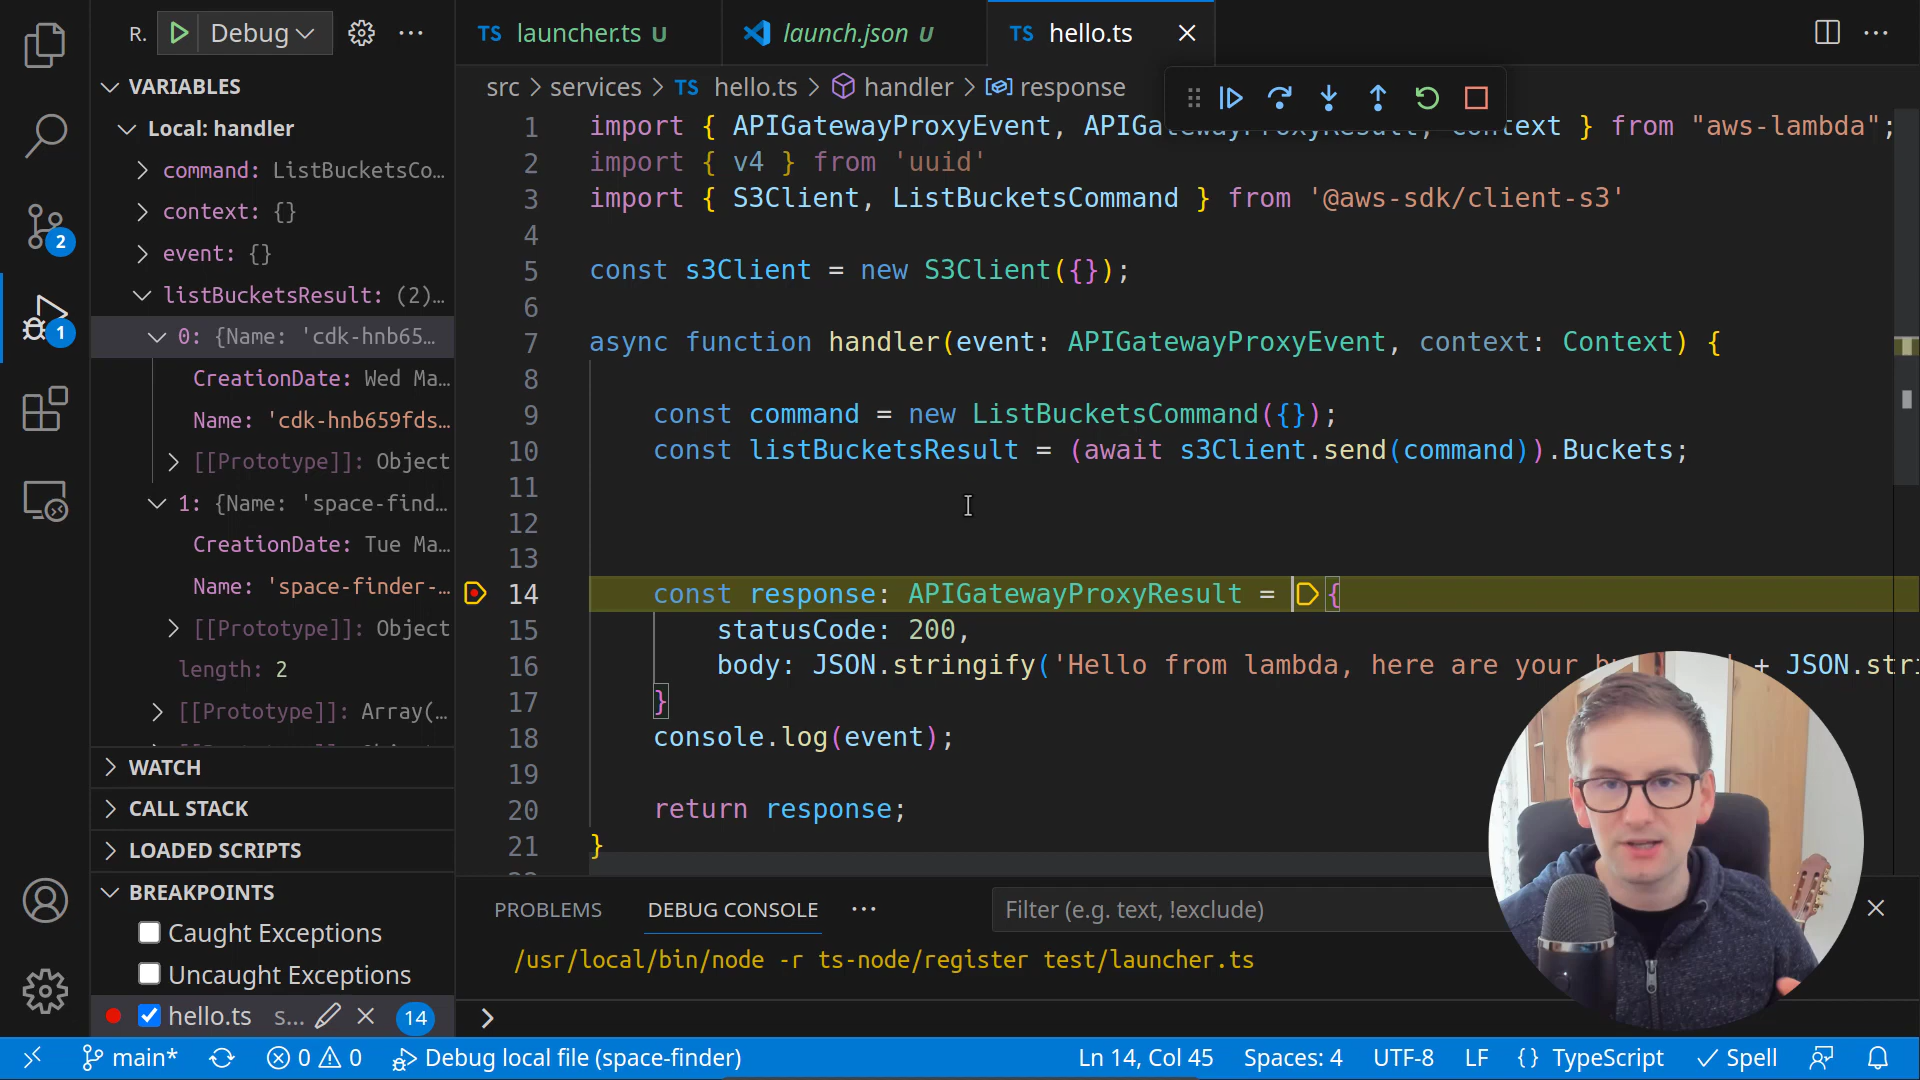 R. Debug
VARIABLES
Local: handler
command: ListBucketsCo…
context: {}
event: {}
listBucketsResult: (2)…
0: {Name: 'cdk-hnb65…
CreationDate: Wed Ma…
Name: 'cdk-hnb659fds…
[[Prototype]]: Object
1: {Name: 'space-find…
CreationDate: Tue Ma…
Name: 'space-finder-…
[[Prototype]]: Object
length: 2
[[Prototype]]: Array(…
WATCH
CALL STACK
LOADED SCRIPTS
BREAKPOINTS
Caught Exceptions
Uncaught Exceptions
hello.ts s… 14
2
1
TS launcher.ts U
launch.json U
TS hello.ts
src > services > TS hello.ts > handler > response
1 import { APIGatewayProxyEvent, APIGatewayProxyResult, Context } from "aws-lambda";
2 import { v4 } from 'uuid'
3 import { S3Client, ListBucketsCommand } from '@aws-sdk/client-s3'
4
5 const s3Client = new S3Client({});
6
7 async function handler(event: APIGatewayProxyEvent, context: Context) {
8
9 const command = new ListBucketsCommand({});
10 const listBucketsResult = (await s3Client.send(command)).Buckets;
11
12
13
14 const response: APIGatewayProxyResult = {
15 statusCode: 200,
16 body: JSON.stringify('Hello from lambda, here are your + JSON.stri
17 }
18 console.log(event);
19
20 return response;
21 }
PROBLEMS DEBUG CONSOLE … Filter (e.g. text, !exclude)
/usr/local/bin/node -r ts-node/register test/launcher.ts
>
main* 0 0 Debug local file (space-finder) Ln 14, Col 45 Spaces: 4 UTF-8 LF {} TypeScript Spell